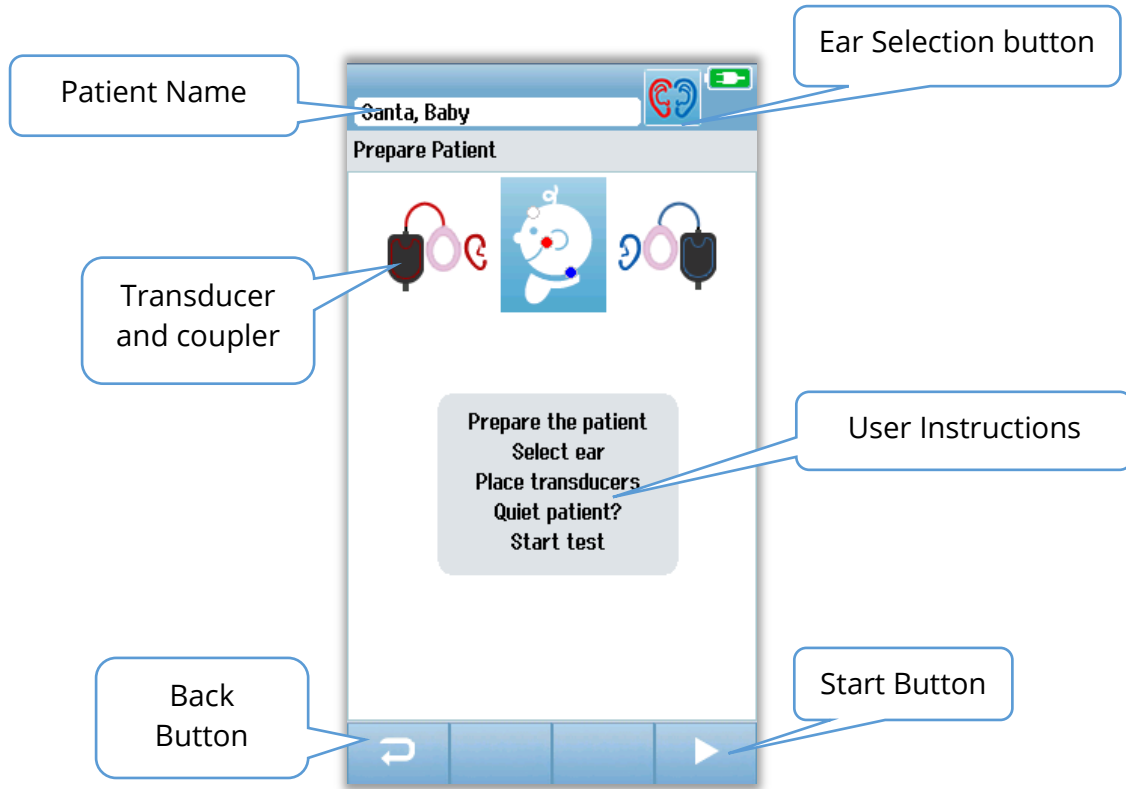 Ear Selection button
Patient Name
Santa, Baby
Prepare Patient
Transducer
and coupler
Prepare the patient
Select ear
Place transducers
Quiet patient?
Start test
User Instructions
Back
Button
Start Button